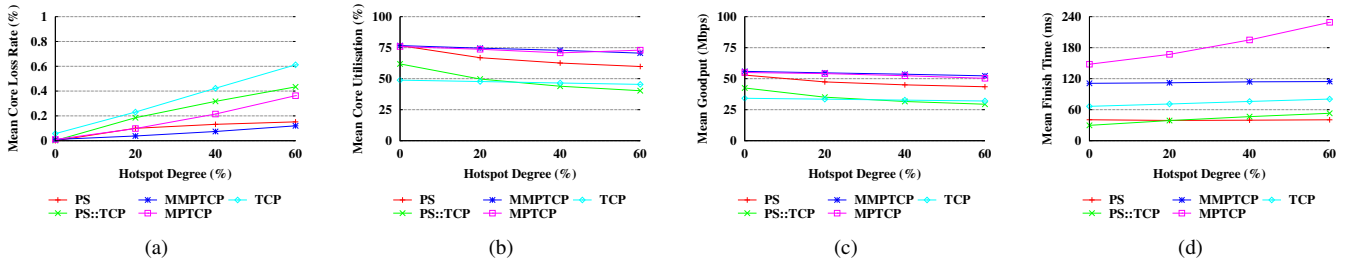 Mean Core Loss Rate (%)
1
0.8
0.6
0.4
0.2
0
0 20 40 60
Hotspot Degree (%)
PS MMPTCP TCP
PS::TCP MPTCP
(a)
Mean Core Utilisation (%)
100
75
50
25
0
0 20 40 60
Hotspot Degree (%)
PS MMPTCP TCP
PS::TCP MPTCP
(b)
Mean Goodput (Mbps)
100
75
50
25
0
0 20 40 60
Hotspot Degree (%)
PS MMPTCP TCP
PS::TCP MPTCP
(c)
Mean Finish Time (ms)
240
180
120
60
0
0 20 40 60
Hotspot Degree (%)
PS MMPTCP TCP
PS::TCP MPTCP
(d)